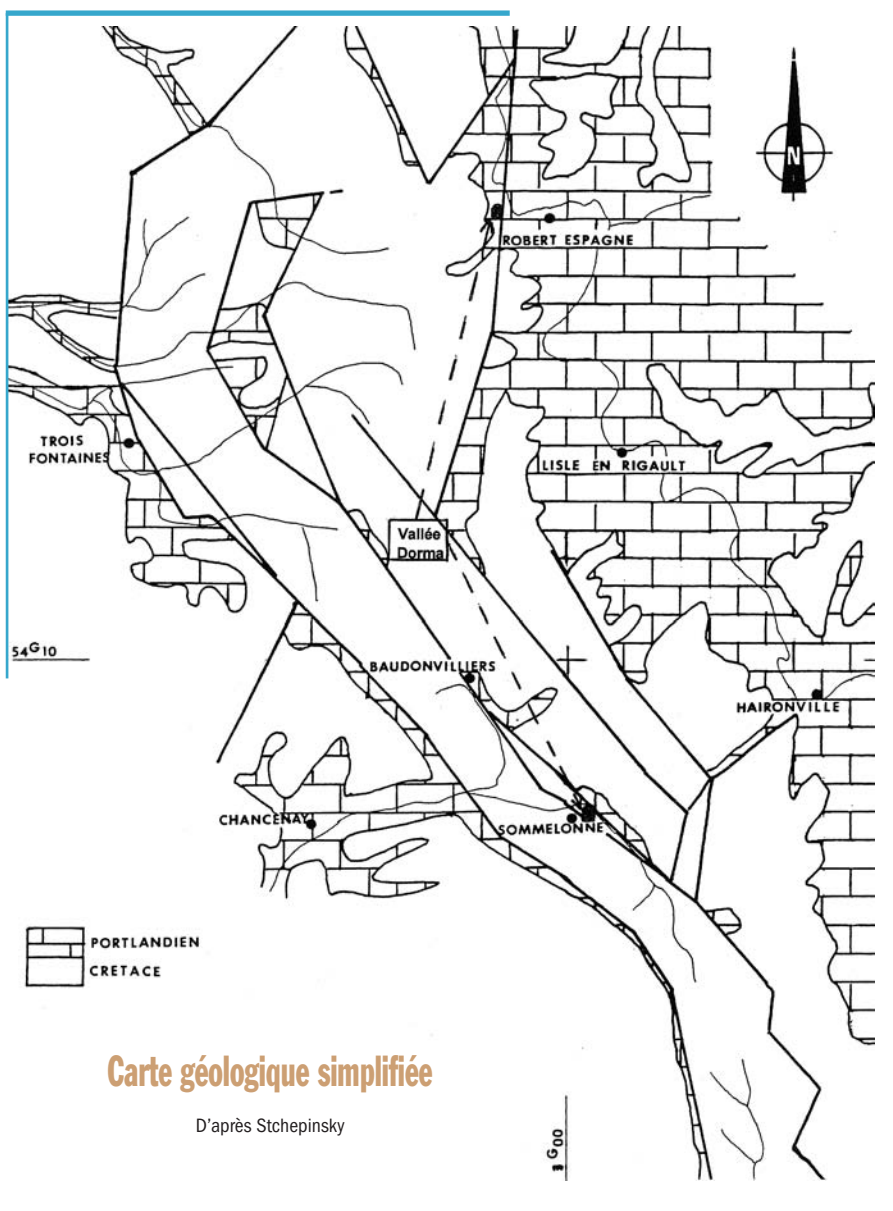 N
ROBERT ESPAGNE
TROIS
FONTAINES
LISLE EN RIGAULT
Vallée
Dorma
54G10
BAUDONVILLIERS
HAIRONVILLE
CHANCENAY
SOMMELONNE
PORTLANDIEN
CRETACE
Carte géologique simplifiée
D'après Stchepinsky
3G00